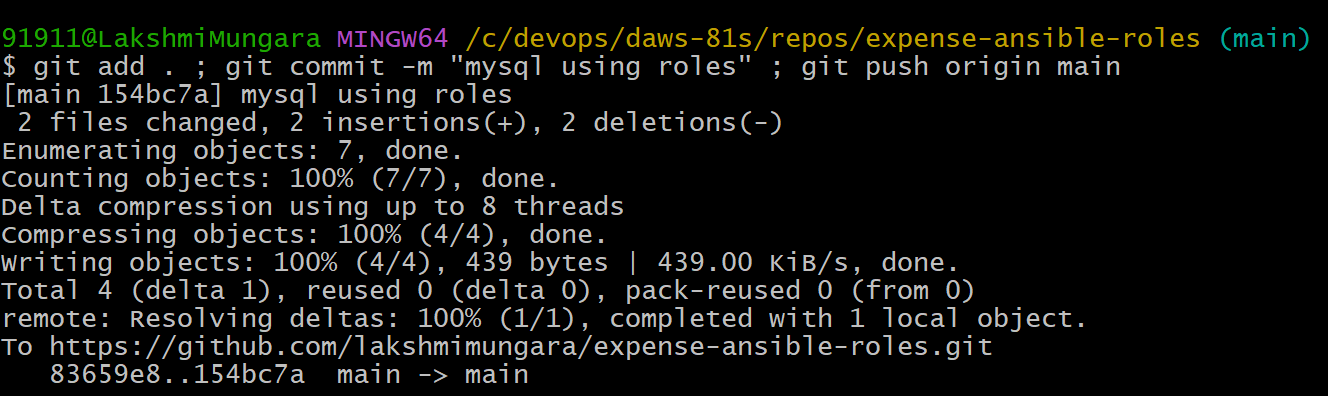 91911@LakshmiMungara MINGW64 /c/devops/daws-81s/repos/expense-ansible-roles (main)
$ git add . ; git commit -m "mysql using roles" ; git push origin main
[main 154bc7a] mysql using roles
 2 files changed, 2 insertions(+), 2 deletions(-)
Enumerating objects: 7, done.
Counting objects: 100% (7/7), done.
Delta compression using up to 8 threads
Compressing objects: 100% (4/4), done.
Writing objects: 100% (4/4), 439 bytes | 439.00 KiB/s, done.
Total 4 (delta 1), reused 0 (delta 0), pack-reused 0 (from 0)
remote: Resolving deltas: 100% (1/1), completed with 1 local object.
To https://github.com/lakshmimungara/expense-ansible-roles.git
   83659e8..154bc7a  main -> main